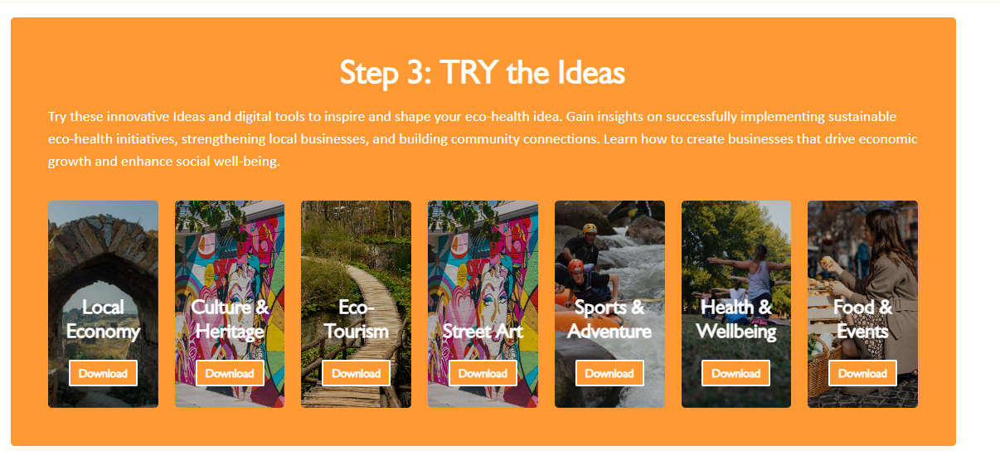 Step 3: TRY the Ideas
Try these innovative Ideas and digital tools to inspire and shape your eco-health idea. Gain insights on successfully implementing sustainable
eco-health initiatives, strengthening local businesses, and building community connections. Learn how to create businesses that drive economic
growth and enhance social well-being.
Local
Economy
Download
Culture &
Heritage
Download
Eco-
Tourism
Download
Street Art
Download
Sports &
Adventure
Download
Health &
Wellbeing
Download
Food &
Events
Download